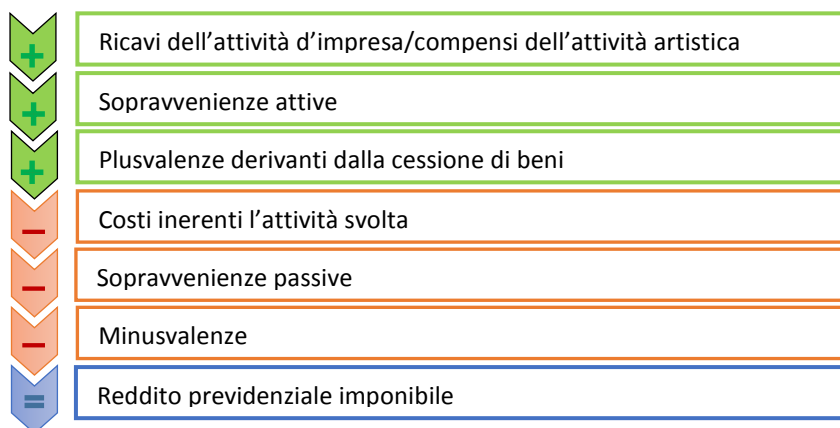 + Ricavi dell'attività d'impresa/compensi dell'attività artistica
+ Sopravvenienze attive
+ Plusvalenze derivanti dalla cessione di beni
− Costi inerenti l'attività svolta
− Sopravvenienze passive
− Minusvalenze
= Reddito previdenziale imponibile